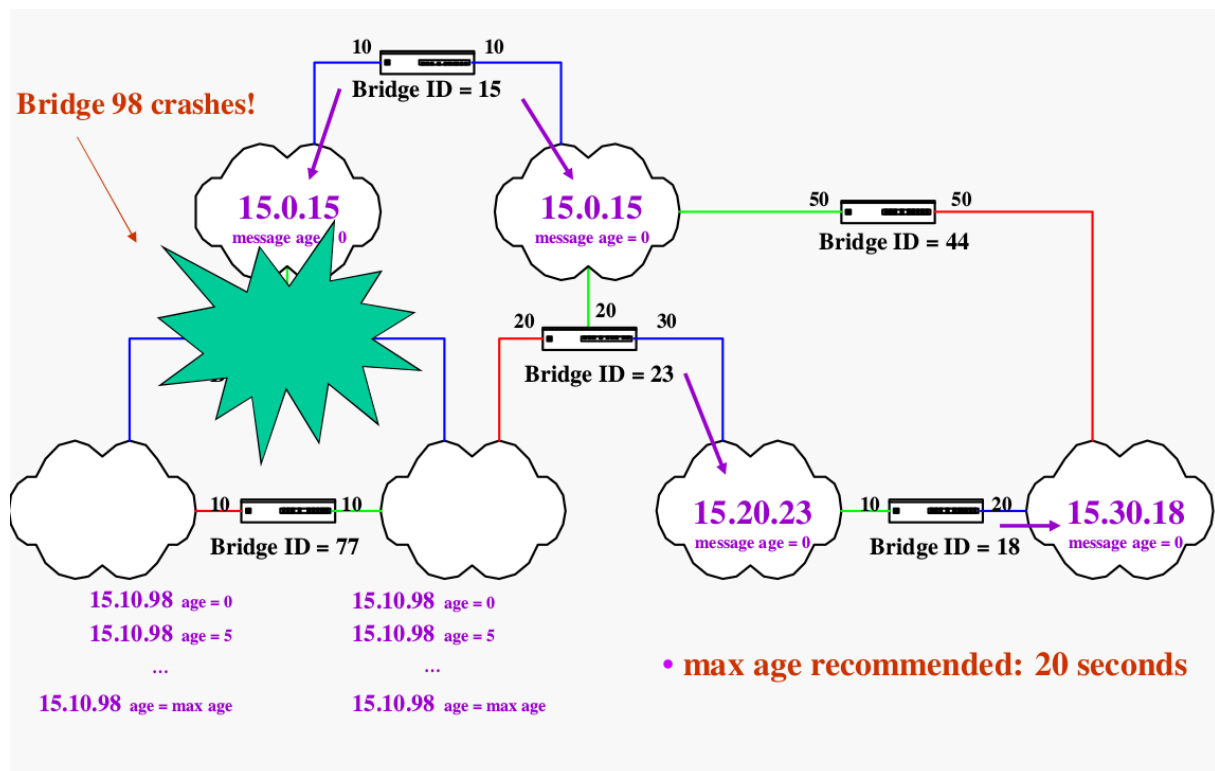 10
10
Bridge ID = 15
Bridge 98 crashes!
15.0.15
message age = 0
15.0.15
message age = 0
50
50
Bridge ID = 44
20
20
30
Bridge ID = 23
10
10
Bridge ID = 77
15.20.23
message age = 0
10
20
Bridge ID = 18
15.30.18
message age = 0
15.10.98 age = 0
15.10.98 age = 0
15.10.98 age = 5
15.10.98 age = 5
...
...
15.10.98 age = max age
15.10.98 age = max age
• max age recommended: 20 seconds